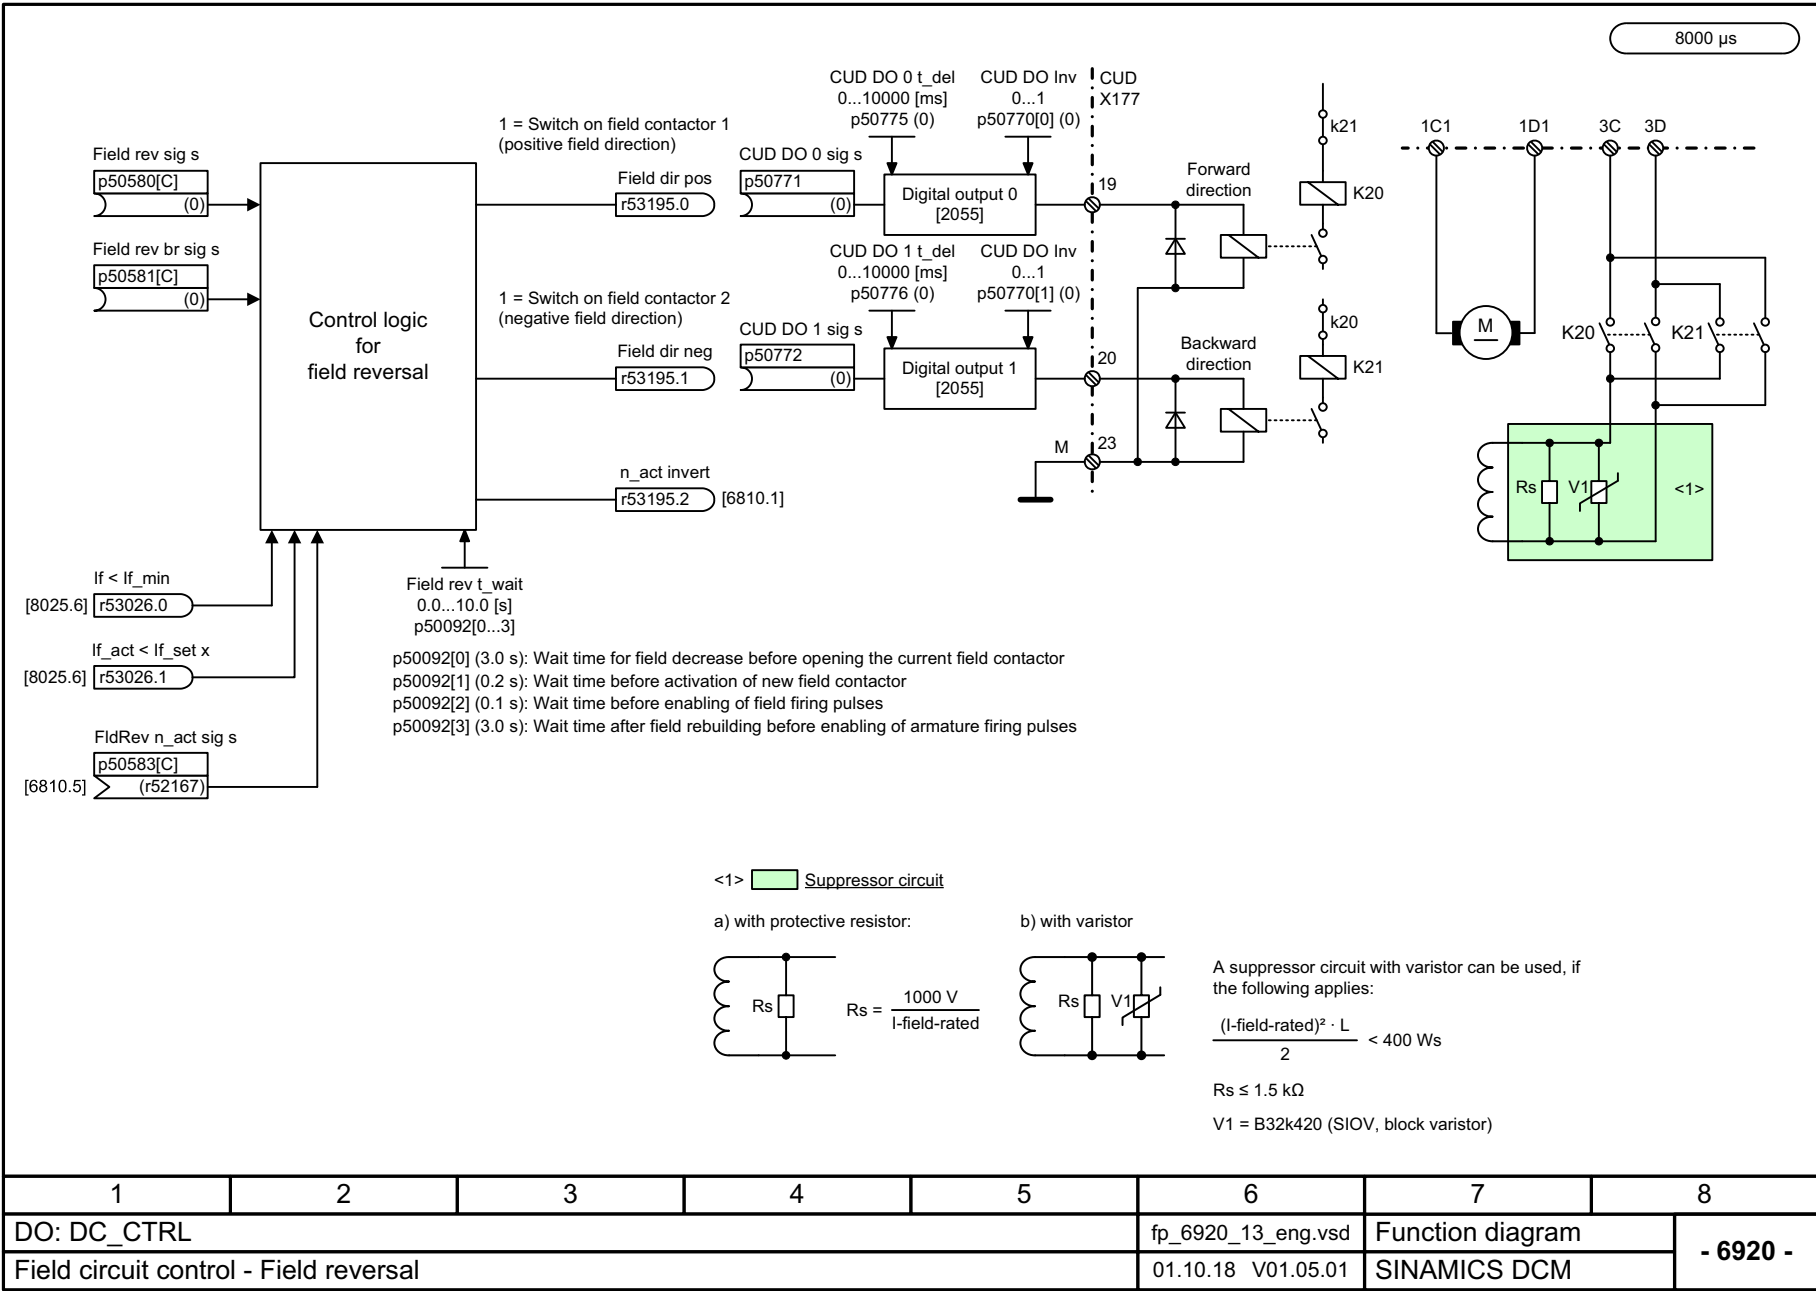 8000 µs
CUD DO 0 t_del
0...10000 [ms]
p50775 (0)
CUD DO Inv
0...1
p50770[0] (0)
CUD
X177
1 = Switch on field contactor 1
(positive field direction)
Field rev sig s
p50580[C]
(0)
Field dir pos
r53195.0
CUD DO 0 sig s
p50771
(0)
Digital output 0
[2055]
19
Forward
direction
k21
K20
1C1
1D1
3C
3D
Field rev br sig s
p50581[C]
(0)
Control logic
for
field reversal
1 = Switch on field contactor 2
(negative field direction)
Field dir neg
r53195.1
CUD DO 1 t_del
0...10000 [ms]
p50776 (0)
CUD DO Inv
0...1
p50770[1] (0)
CUD DO 1 sig s
p50772
(0)
Digital output 1
[2055]
20
Backward
direction
k20
K21
M
K20
K21
M
23
n_act invert
r53195.2
[6810.1]
Rs
V1
<1>
If < If_min
[8025.6]
r53026.0
If_act < If_set x
[8025.6]
r53026.1
FldRev n_act sig s
p50583[C]
[6810.5]
(r52167)
Field rev t_wait
0.0...10.0 [s]
p50092[0...3]
p50092[0] (3.0 s): Wait time for field decrease before opening the current field contactor
p50092[1] (0.2 s): Wait time before activation of new field contactor
p50092[2] (0.1 s): Wait time before enabling of field firing pulses
p50092[3] (3.0 s): Wait time after field rebuilding before enabling of armature firing pulses
<1> Suppressor circuit
a) with protective resistor:
Rs
Rs = 1000 V
I-field-rated
b) with varistor
Rs
V1
A suppressor circuit with varistor can be used, if
the following applies:
(I-field-rated)² · L
2
< 400 Ws
Rs ≤ 1.5 kΩ
V1 = B32k420 (SIOV, block varistor)
1 2 3 4 5 6 7 8
DO: DC_CTRL
fp_6920_13_eng.vsd
Function diagram
- 6920 -
Field circuit control - Field reversal
01.10.18 V01.05.01
SINAMICS DCM